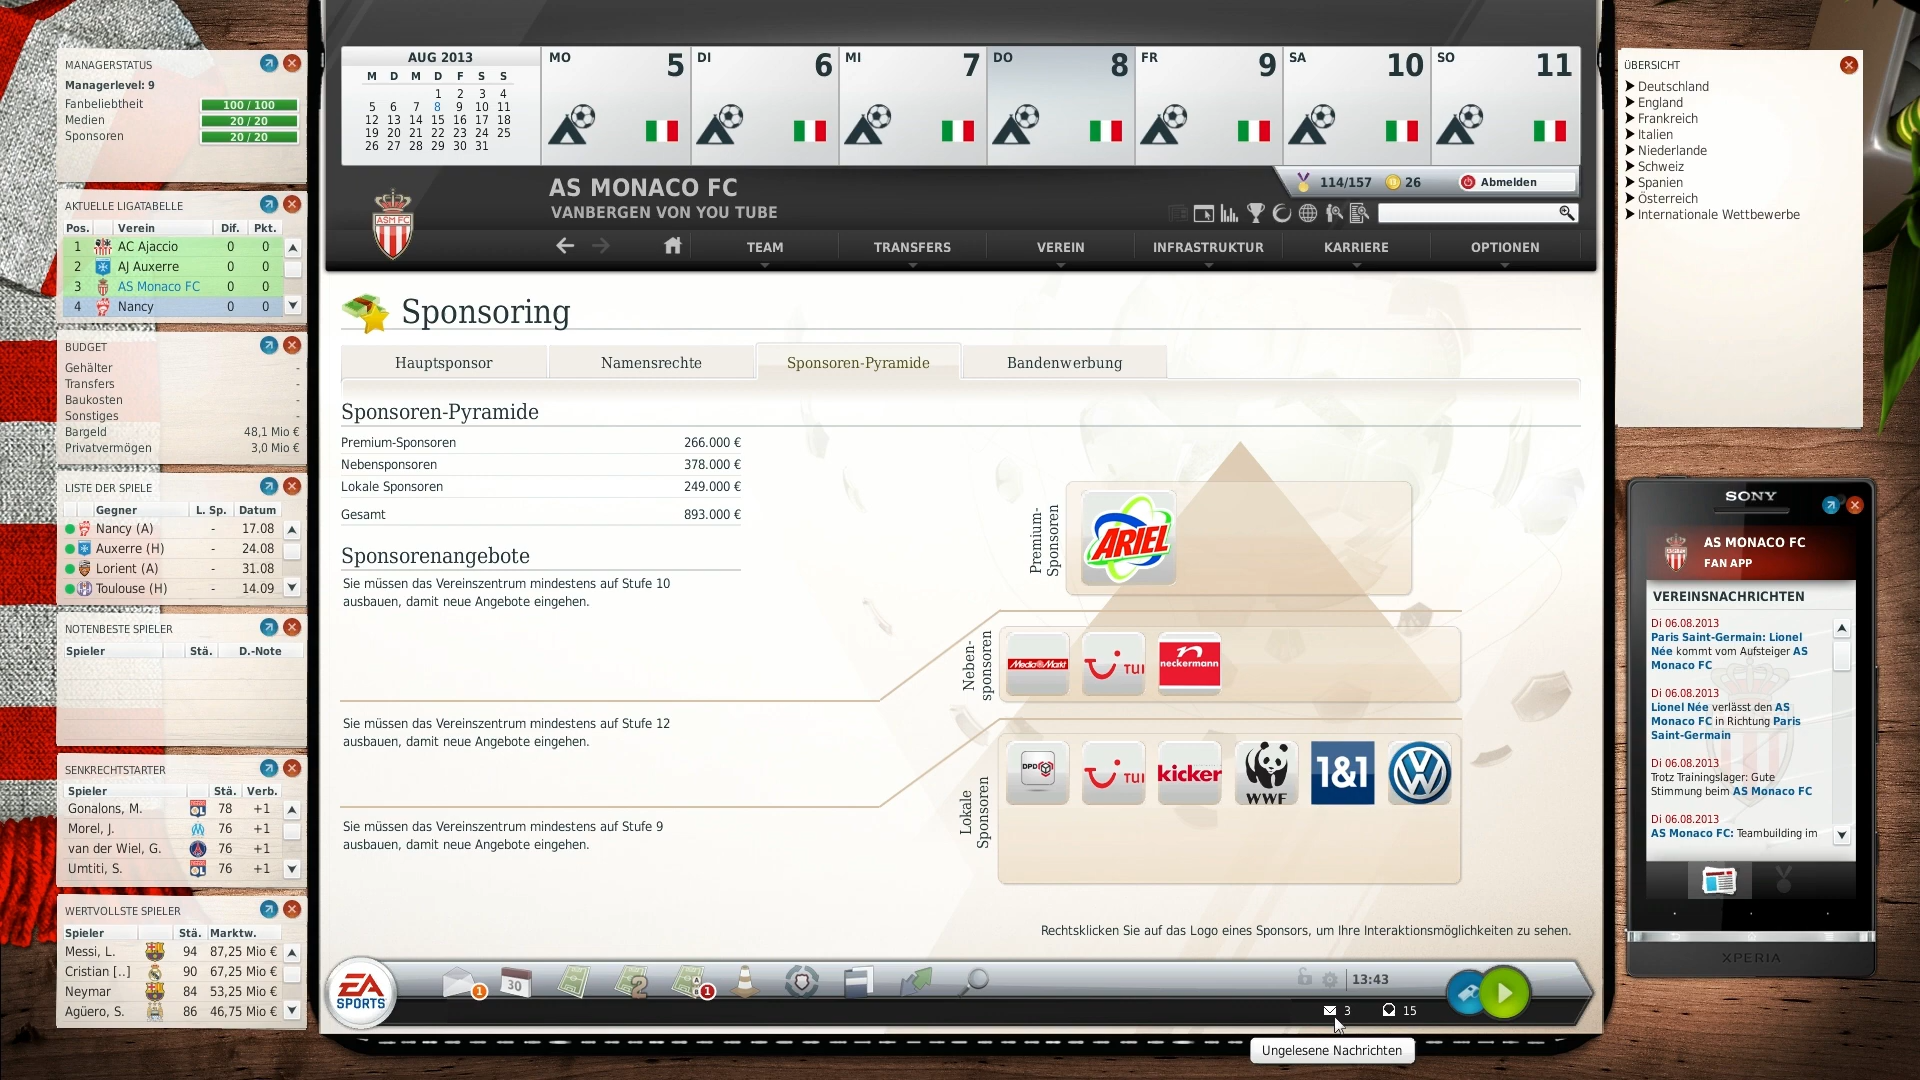 MANAGERSTATUS
Managerlevel: 9
Fanbeliebtheit 100 / 100
Medien 20 / 20
Sponsoren 20 / 20
AKTUELLE LIGATABELLE
Pos. Verein Dif. Pkt.
1 AC Ajaccio 0 0
2 AJ Auxerre 0 0
3 AS Monaco FC 0 0
4 Nancy 0 0
BUDGET
Gehälter -
Transfers -
Baukosten -
Sonstiges -
Bargeld 48,1 Mio €
Privatvermögen 3,0 Mio €
LISTE DER SPIELE
Gegner L. Sp. Datum
Nancy (A) - 17.08
Auxerre (H) - 24.08
Lorient (A) - 31.08
Toulouse (H) - 14.09
NOTENBESTE SPIELER
Spieler Stä. D.-Note
SENKRECHTSTARTER
Spieler Stä. Verb.
Gonalons, M. 78 +1
Morel, J. 76 +1
van der Wiel, G. 76 +1
Umtiti, S. 76 +1
WERTVOLLSTE SPIELER
Spieler Stä. Marktw.
Messi, L. 94 87,25 Mio €
Cristian [..] 90 67,25 Mio €
Neymar 84 53,25 Mio €
Agüero, S. 86 46,75 Mio €
AUG 2013
M D M D F S S
1 2 3 4
5 6 7 8 9 10 11
12 13 14 15 16 17 18
19 20 21 22 23 24 25
26 27 28 29 30 31
MO 5 DI 6 MI 7 DO 8 FR 9 SA 10 SO 11
ASM FC
AS MONACO FC
VANBERGEN VON YOU TUBE
114/157 26 Abmelden
TEAM TRANSFERS VEREIN INFRASTRUKTUR KARRIERE OPTIONEN
Sponsoring
Hauptsponsor Namensrechte Sponsoren-Pyramide Bandenwerbung
Sponsoren-Pyramide
Premium-Sponsoren 266.000 €
Nebensponsoren 378.000 €
Lokale Sponsoren 249.000 €
Gesamt 893.000 €
Sponsorenangebote
Sie müssen das Vereinszentrum mindestens auf Stufe 10
ausbauen, damit neue Angebote eingehen.
Sie müssen das Vereinszentrum mindestens auf Stufe 12
ausbauen, damit neue Angebote eingehen.
Sie müssen das Vereinszentrum mindestens auf Stufe 9
ausbauen, damit neue Angebote eingehen.
Premium-
Sponsoren
ARIEL
Neben-
sponsoren
Media Markt TUI neckermann
Lokale
Sponsoren
DPD TUI kicker WWF 1&1 VW
Rechtsklicken Sie auf das Logo eines Sponsors, um Ihre Interaktionsmöglichkeiten zu sehen.
EA
SPORTS
1 30 2 1 13:43
3 15
Ungelesene Nachrichten
ÜBERSICHT
Deutschland
England
Frankreich
Italien
Niederlande
Schweiz
Spanien
Österreich
Internationale Wettbewerbe
SONY
AS MONACO FC
FAN APP
VEREINSNACHRICHTEN
Di 06.08.2013
Paris Saint-Germain: Lionel
Née kommt vom Aufsteiger AS
Monaco FC
Di 06.08.2013
Lionel Née verlässt den AS
Monaco FC in Richtung Paris
Saint-Germain
Di 06.08.2013
Trotz Trainingslager: Gute
Stimmung beim AS Monaco FC
Di 06.08.2013
AS Monaco FC: Teambuilding im
XPERIA